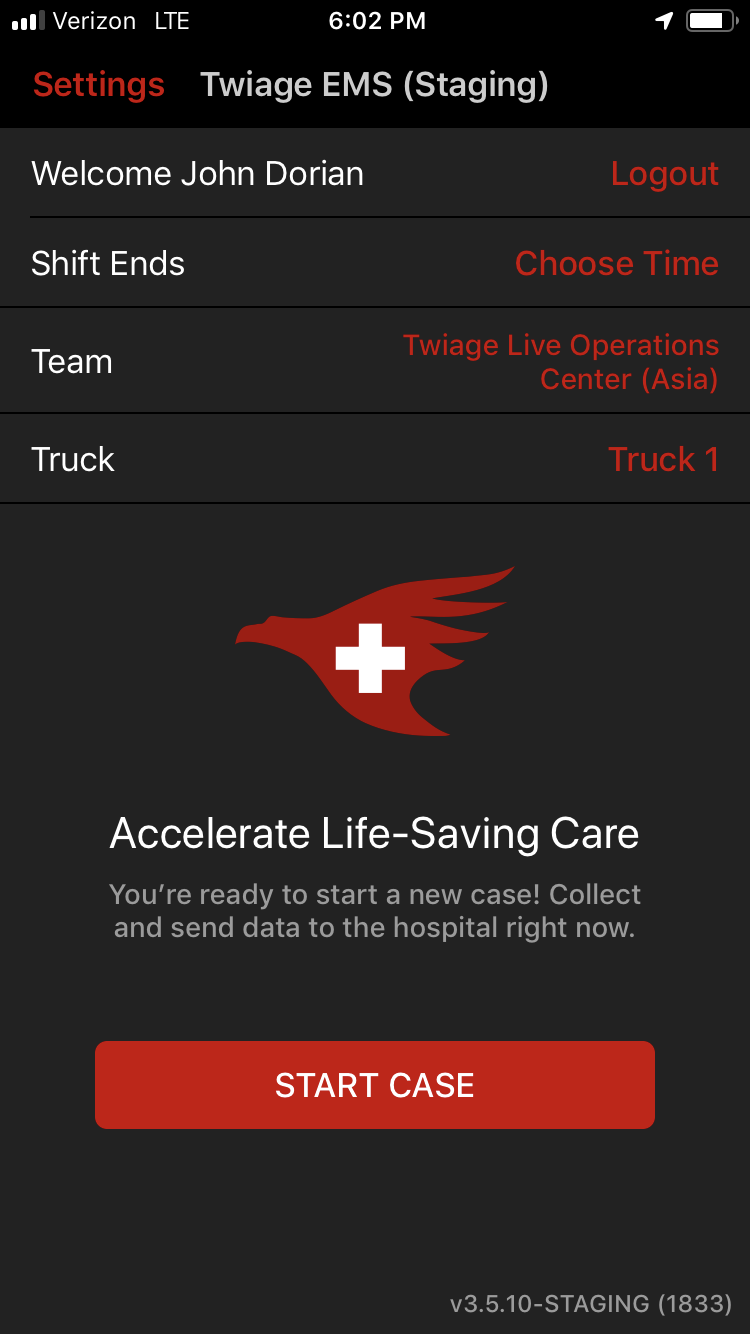 Verizon LTE 6:02 PM
Settings Twiage EMS (Staging)
Welcome John Dorian Logout
Shift Ends Choose Time
Team Twiage Live Operations
Center (Asia)
Truck Truck 1
Accelerate Life-Saving Care
You’re ready to start a new case! Collect
and send data to the hospital right now.
START CASE
v3.5.10-STAGING (1833)